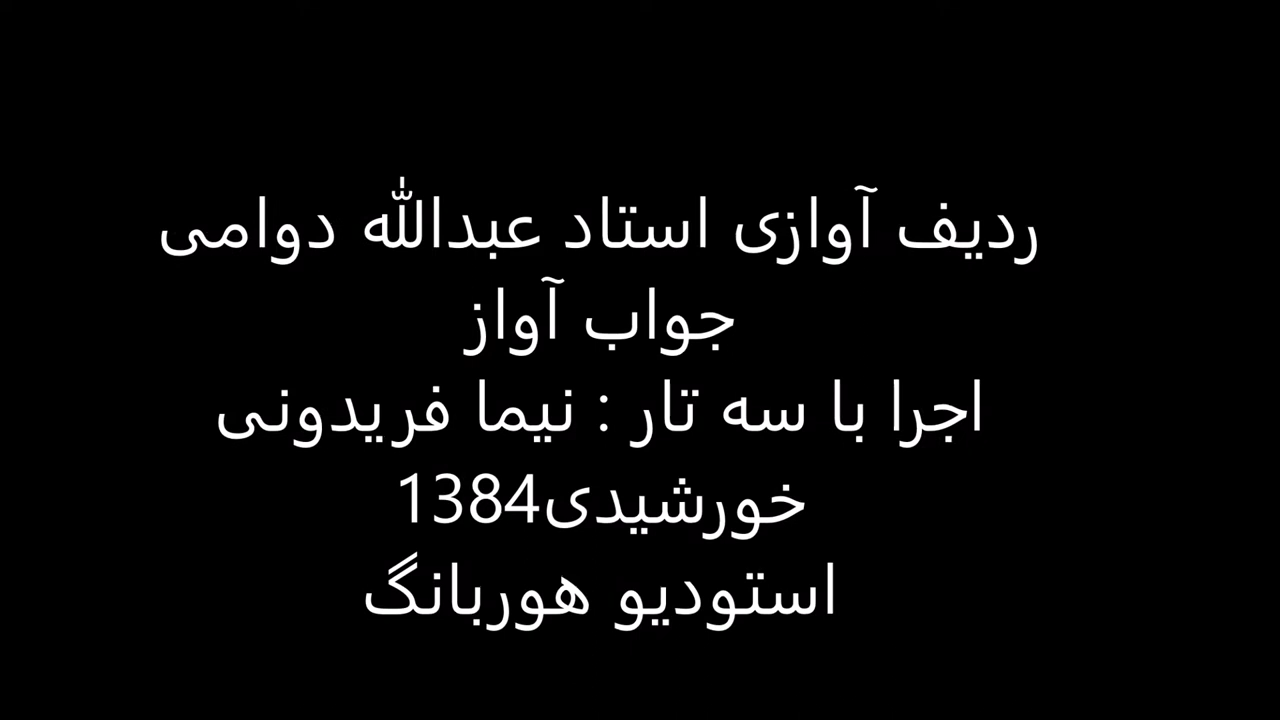 ردیف آوازی استاد عبدالله دوامی
جواب آواز
اجرا با سه تار : نیما فریدونی
خورشیدی1384
استودیو هوربانگ